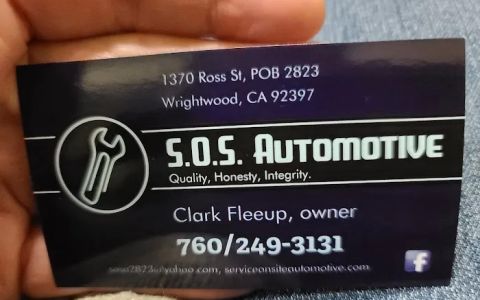 1370 Ross St, POB 2823
Wrightwood, CA 92397
S.O.S. AUTOMOTIVE
Quality, Honesty, Integrity.
Clark Fleeup, owner
760/249-3131
serviceonsiteautomotive.com
f